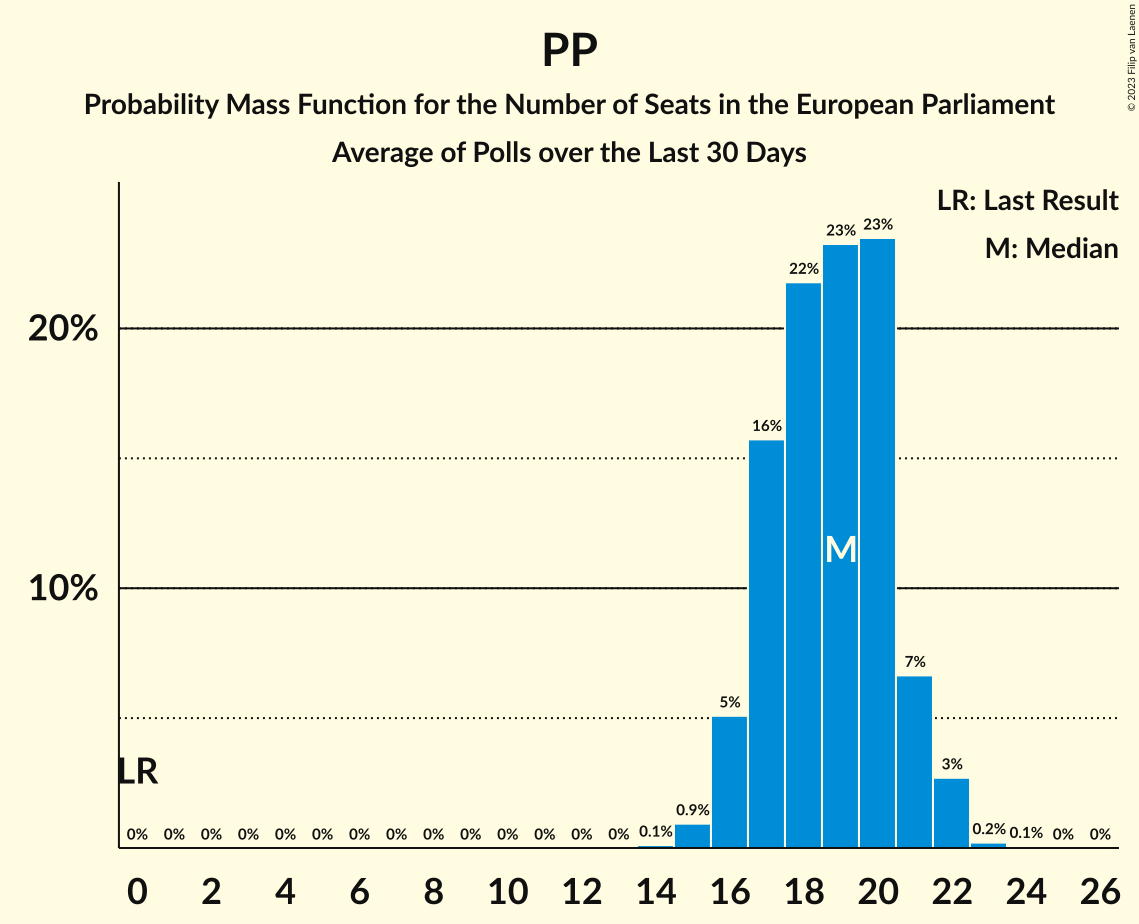 PP
Probability Mass Function for the Number of Seats in the European Parliament
Average of Polls over the Last 30 Days
© 2023 Filip van Laenen
LR: Last Result
M: Median
20%
10%
LR
M
0% 0% 0% 0% 0% 0% 0% 0% 0% 0% 0% 0% 0% 0% 0.1% 0.9% 5% 16% 22% 23% 23% 7% 3% 0.2% 0.1% 0% 0%
0 2 4 6 8 10 12 14 16 18 20 22 24 26